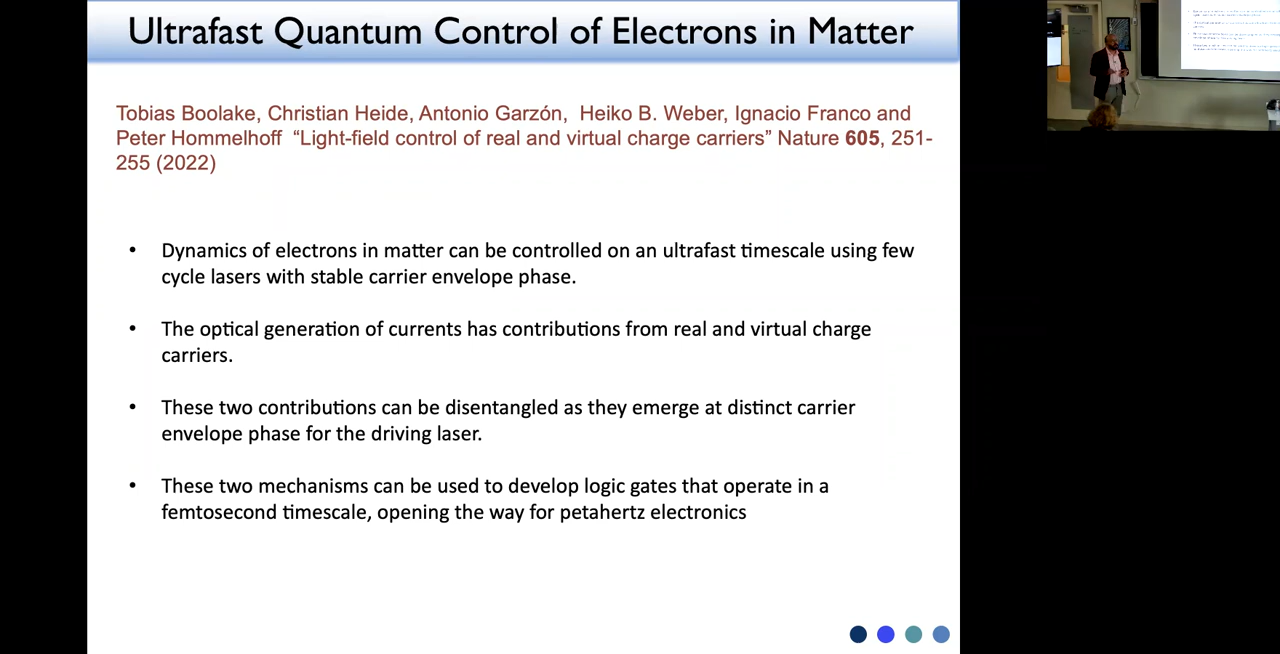 Ultrafast Quantum Control of Electrons in Matter
Tobias Boolake, Christian Heide, Antonio Garzón, Heiko B. Weber, Ignacio Franco and
Peter Hommelhoff “Light-field control of real and virtual charge carriers” Nature 605, 251-
255 (2022)
• Dynamics of electrons in matter can be controlled on an ultrafast timescale using few
cycle lasers with stable carrier envelope phase.
• The optical generation of currents has contributions from real and virtual charge
carriers.
• These two contributions can be disentangled as they emerge at distinct carrier
envelope phase for the driving laser.
• These two mechanisms can be used to develop logic gates that operate in a
femtosecond timescale, opening the way for petahertz electronics